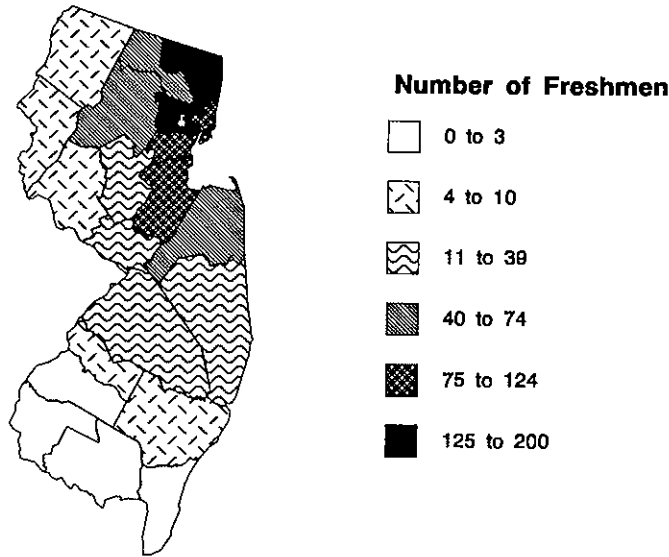 Number of Freshmen
0 to 3
4 to 10
11 to 39
40 to 74
75 to 124
125 to 200